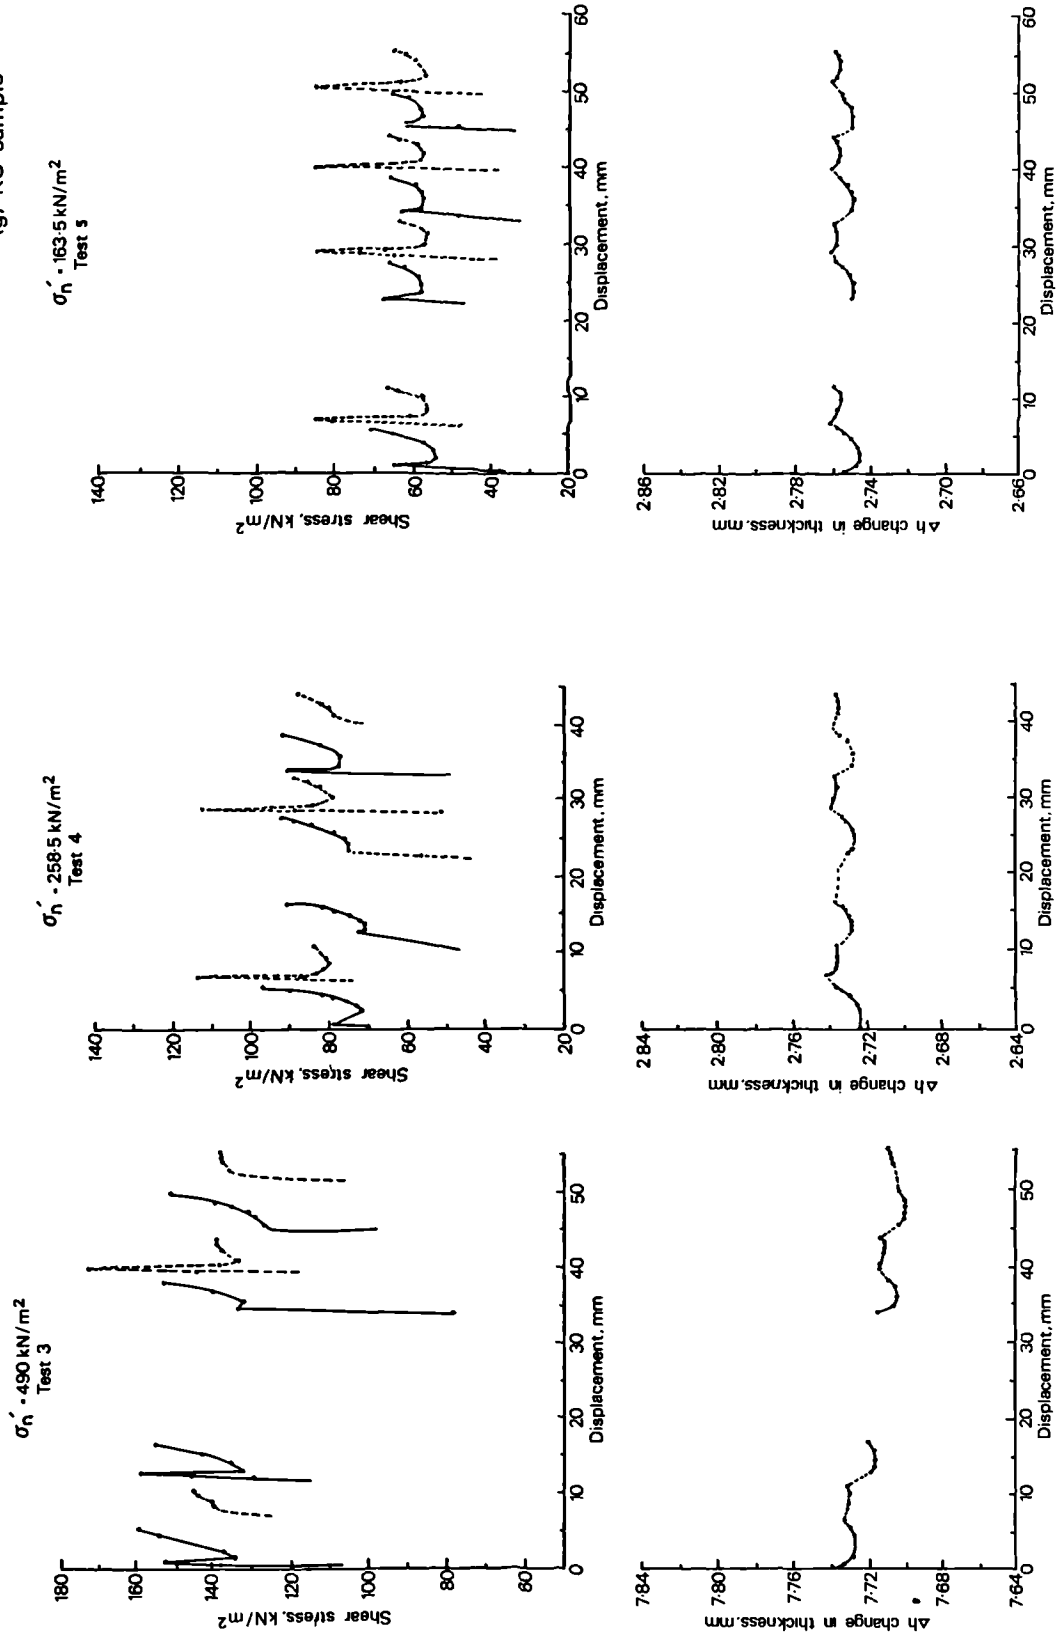 (g) RO sample
σn′ = 490 kN/m²
Test 3
180
160
140
120
100
80
60
Shear stress, kN/m²
0 10 20 30 40 50
Displacement, mm
7·84
7·80
7·76
7·72
7·68
7·64
Δh change in thickness, mm
0 10 20 30 40 50
Displacement, mm
σn′ = 258·5 kN/m²
Test 4
140
120
100
80
60
40
20
Shear stress, kN/m²
0 10 20 30 40
Displacement, mm
2·84
2·80
2·76
2·72
2·68
2·64
Δh change in thickness, mm
0 10 20 30 40
Displacement, mm
σn′ = 163·5 kN/m²
Test 5
140
120
100
80
60
40
20
Shear stress, kN/m²
0 10 20 30 40 50 60
Displacement, mm
2·86
2·82
2·78
2·74
2·70
2·66
Δh change in thickness, mm
0 10 20 30 40 50 60
Displacement, mm